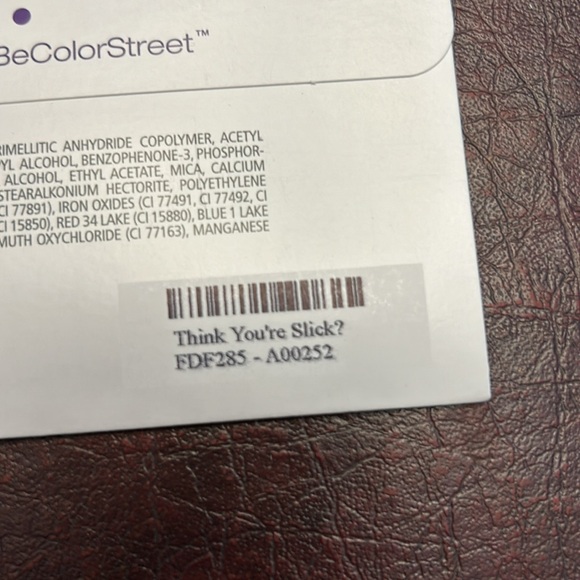 BeColorStreet™
RIMELLITIC ANHYDRIDE COPOLYMER, ACETYL
YL ALCOHOL, BENZOPHENONE-3, PHOSPHOR-
ALCOHOL, ETHYL ACETATE, MICA, CALCIUM
STEARALKONIUM HECTORITE, POLYETHYLENE
CI 77891), IRON OXIDES (CI 77491, CI 77492, CI
CI 15850), RED 34 LAKE (CI 15880), BLUE 1 LAKE
MUTH OXYCHLORIDE (CI 77163), MANGANESE
Think You're Slick?
FDF285 - A00252